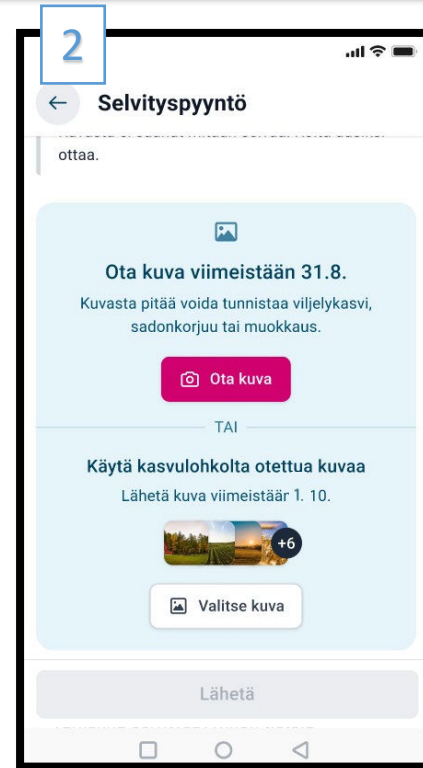 2
Selvityspyyntö
ottaa.
Ota kuva viimeistään 31.8.
Kuvasta pitää voida tunnistaa viljelykasvi,
sadonkorjuu tai muokkaus.
Ota kuva
TAI
Käytä kasvulohkolta otettua kuvaa
Lähetä kuva viimeistäär 1. 10.
+6
Valitse kuva
Lähetä